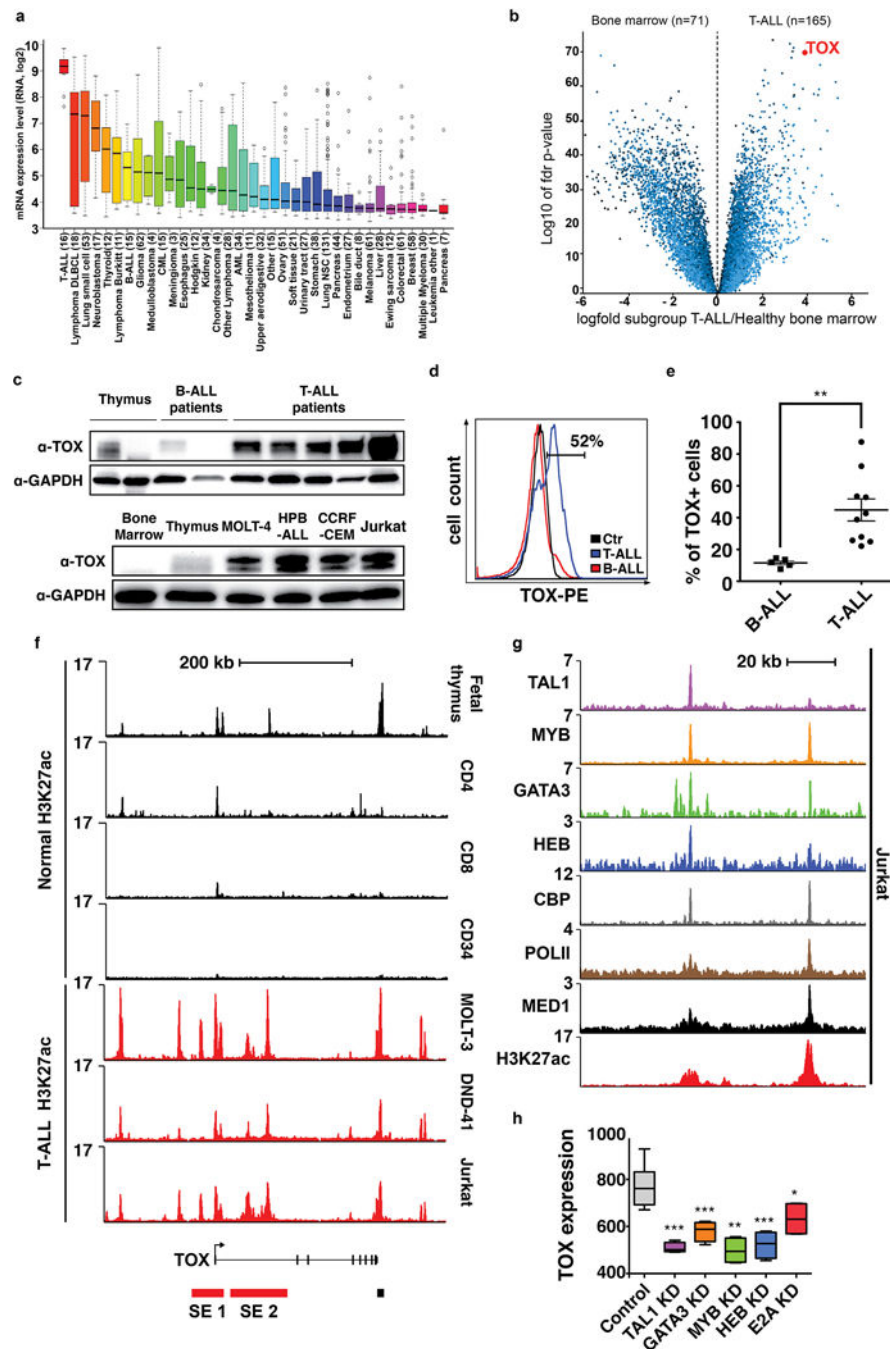 a
mRNA expression level (RNA, log2)
10
9
8
7
6
5
4
3
T-ALL (16)
Lymphoma DLBCL (18)
Lung small cell (53)
Neuroblastoma (17)
Thyroid(12)
Lymphoma Burkitt (11)
B-ALL (15)
Glioma (62)
Medulloblastoma (4)
CML (15)
Meningioma (3)
Esophagus (25)
Hodgkin (12)
Kidney (34)
Chondrosarcoma (4)
Other Lymphoma (28)
AML (34)
Mesothelioma (11)
Upper aerodigestive (32)
Other (15)
Ovary (51)
Soft tissue (21)
Urinary tract (27)
Stomach (38)
Lung NSC (131)
Pancreas (44)
Endometrium (27)
Bile duct (8)
Melanoma (61)
Liver (28)
Ewing sarcoma (12)
Colorectal (61)
Breast (58)
Multiple Myeloma (30)
Leukemia other (1)
Pancreas (7)
b
Bone marrow (n=71)
T-ALL (n=165)
TOX
Log10 of fdr p-value
70
60
50
40
30
20
10
0
-6 -4 -2 0 2 4 6
logfold subgroup T-ALL/Healthy bone marrow
c
Thymus
B-ALL
patients
T-ALL
patients
α-TOX
α-GAPDH
Bone
Marrow
Thymus
MOLT-4
HPB
-ALL
CCRF
-CEM
Jurkat
α-TOX
α-GAPDH
d
cell count
52%
Ctr
T-ALL
B-ALL
TOX-PE
e
**
% of TOX+ cells
100
80
60
40
20
0
B-ALL
T-ALL
f
200 kb
Normal H3K27ac
17
Fetal
thymus
17
CD4
17
CD8
17
CD34
T-ALL H3K27ac
17
MOLT-3
17
DND-41
17
Jurkat
TOX
SE 1
SE 2
g
20 kb
7
TAL1
7
MYB
7
GATA3
3
HEB
12
CBP
4
POLII
3
MED1
17
H3K27ac
Jurkat
h
TOX expression
1000
800
600
400
***
***
**
***
*
Control
TAL1 KD
GATA3 KD
MYB KD
HEB KD
E2A KD